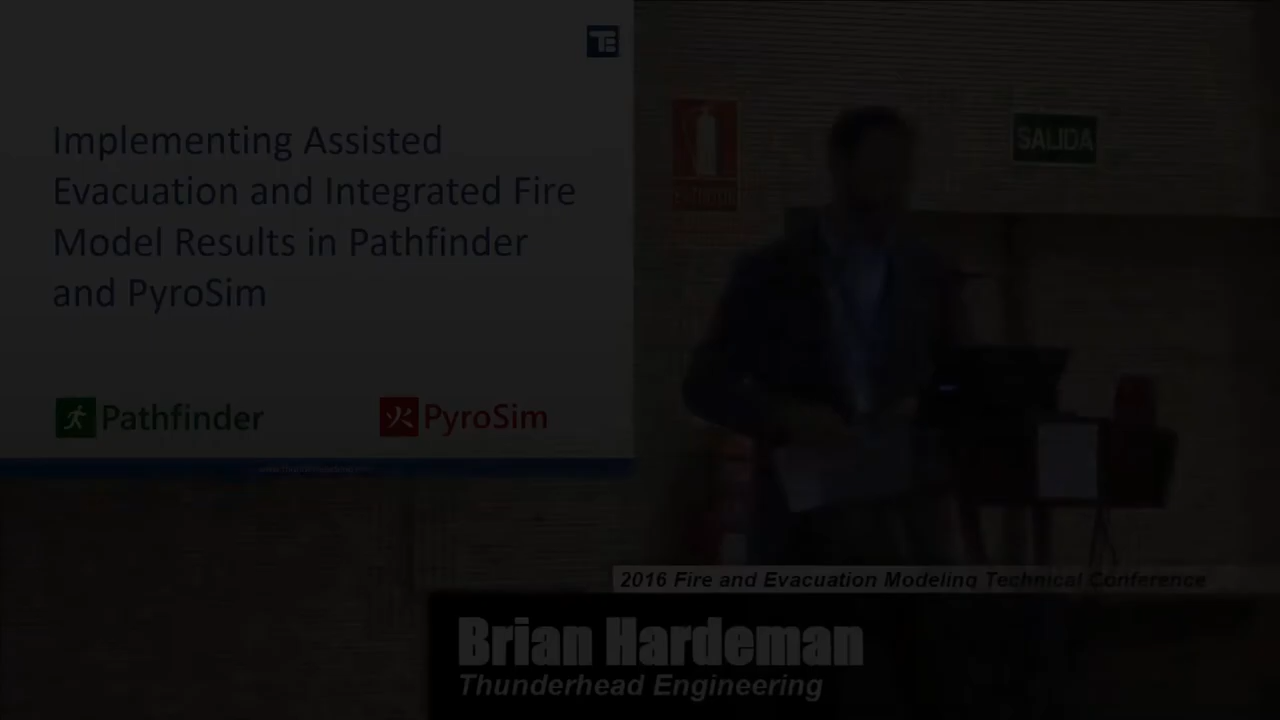 TE
Implementing Assisted
Evacuation and Integrated Fire
Model Results in Pathfinder
and PyroSim
Pathfinder
PyroSim
SALIDA
2016 Fire and Evacuation Modeling Technical Conference
Brian Hardeman
Thunderhead Engineering